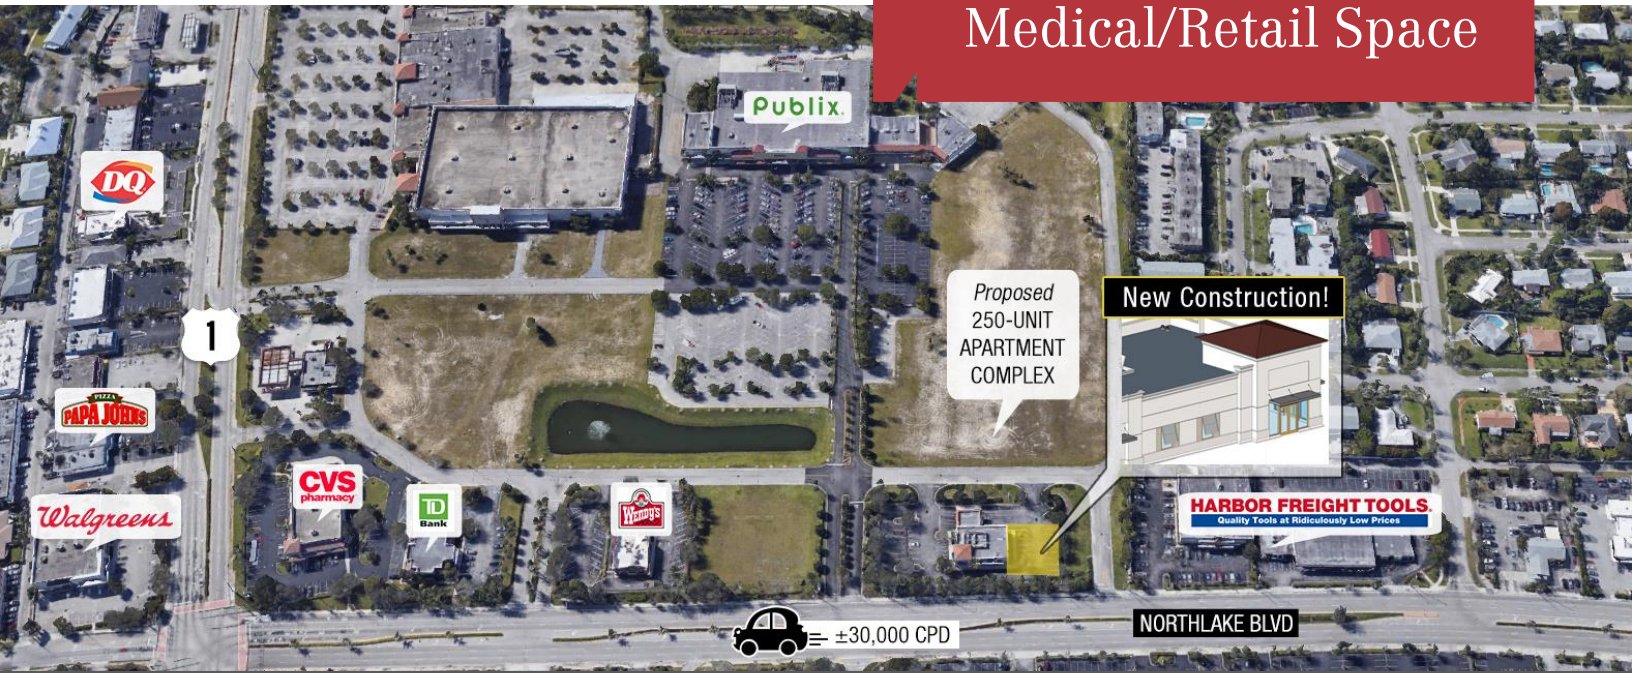 Medical/Retail Space
Publix.
DQ
Proposed
250-UNIT
APARTMENT
COMPLEX
New Construction!
1
PIZZA
PAPA JOHNS
CVS
pharmacy
TD
Bank
WENDY'S
Walgreens
HARBOR FREIGHT TOOLS.
Quality Tools at Ridiculously Low Prices
±30,000 CPD
NORTHLAKE BLVD